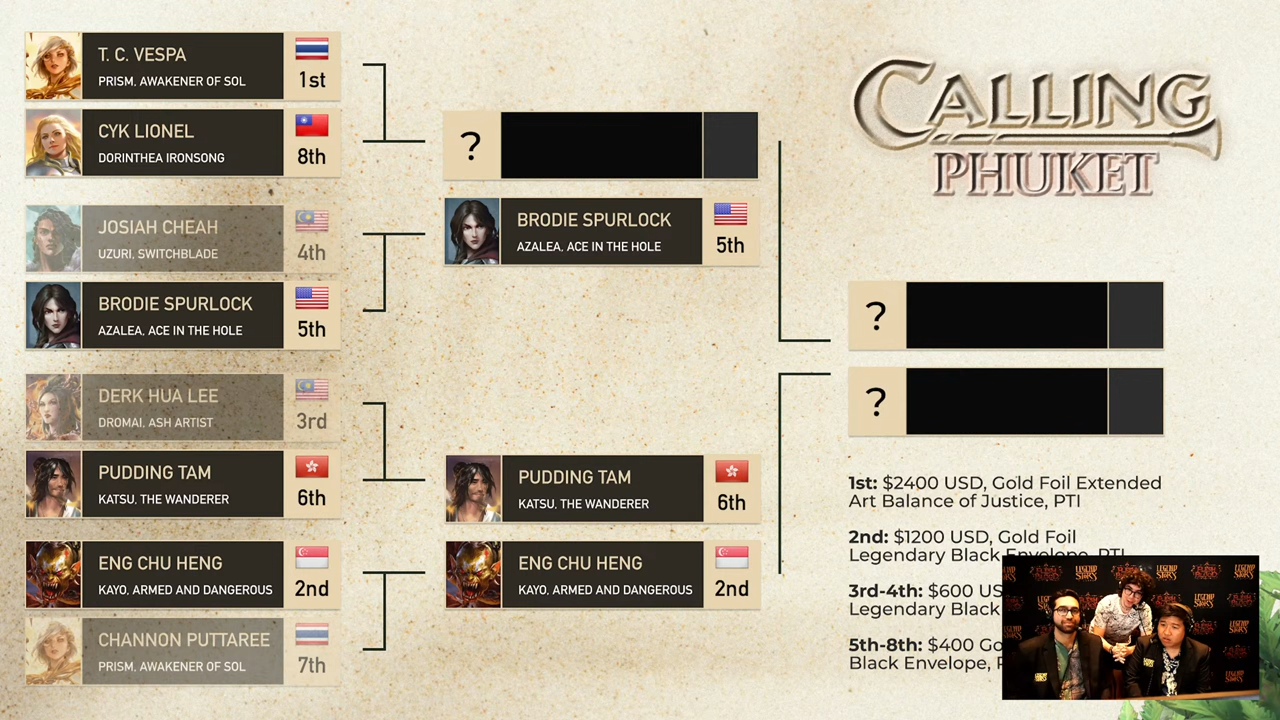 T. C. VESPA
PRISM, AWAKENER OF SOL
1st
CYK LIONEL
DORINTHEA IRONSONG
8th
JOSIAH CHEAH
UZURI, SWITCHBLADE
4th
BRODIE SPURLOCK
AZALEA, ACE IN THE HOLE
5th
DERK HUA LEE
DROMAI, ASH ARTIST
3rd
PUDDING TAM
KATSU, THE WANDERER
6th
ENG CHU HENG
KAYO, ARMED AND DANGEROUS
2nd
CHANNON PUTTAREE
PRISM, AWAKENER OF SOL
7th
?
BRODIE SPURLOCK
AZALEA, ACE IN THE HOLE
5th
PUDDING TAM
KATSU, THE WANDERER
6th
ENG CHU HENG
KAYO, ARMED AND DANGEROUS
2nd
CALLING
PHUKET
?
?
1st: $2400 USD, Gold Foil Extended
Art Balance of Justice, PTI
2nd: $1200 USD, Gold Foil
Legendary Black Envelope, PTI
3rd-4th: $600 US
Legendary Black
5th-8th: $400 Go
Black Envelope,